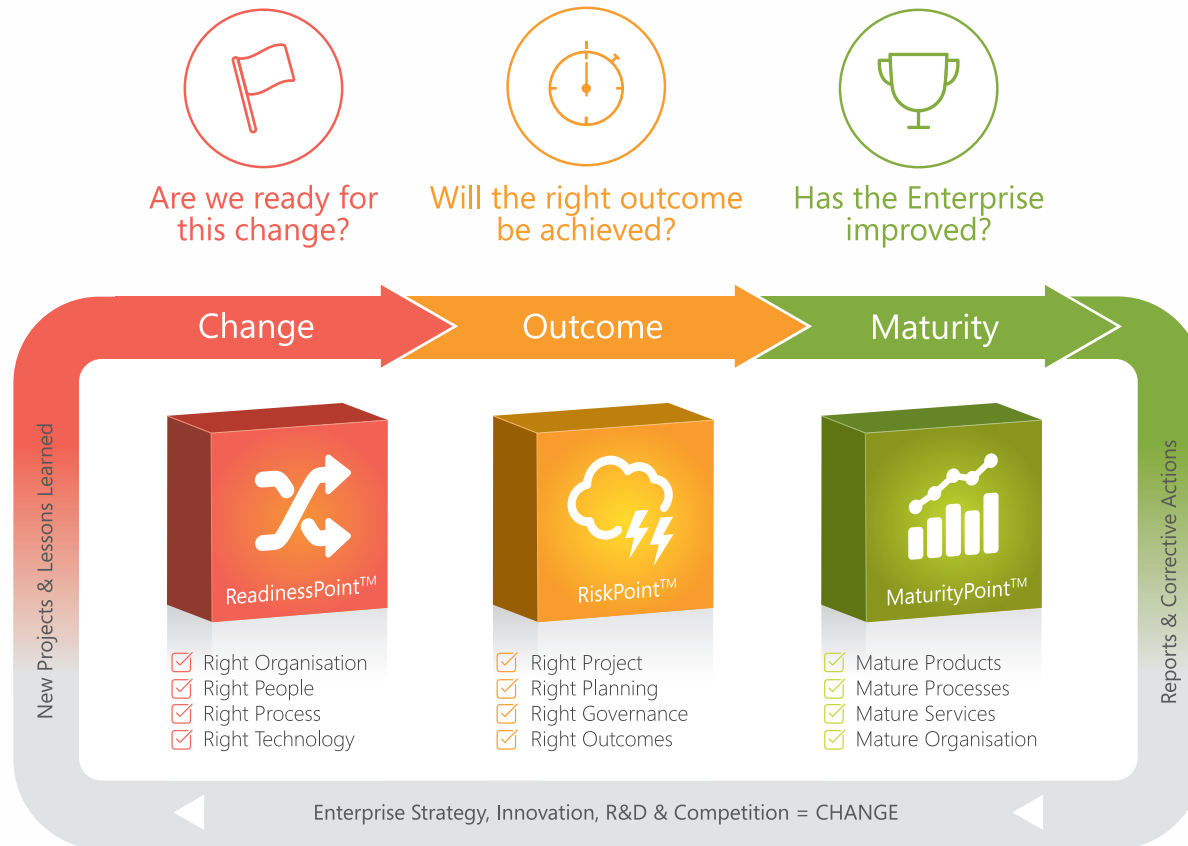 Are we ready for
this change?
Will the right outcome
be achieved?
Has the Enterprise
improved?
Change
Outcome
Maturity
New Projects & Lessons Learned
ReadinessPoint™
RiskPoint™
MaturityPoint™
Right Organisation
Right People
Right Process
Right Technology
Right Project
Right Planning
Right Governance
Right Outcomes
Mature Products
Mature Processes
Mature Services
Mature Organisation
Reports & Corrective Actions
Enterprise Strategy, Innovation, R&D & Competition = CHANGE